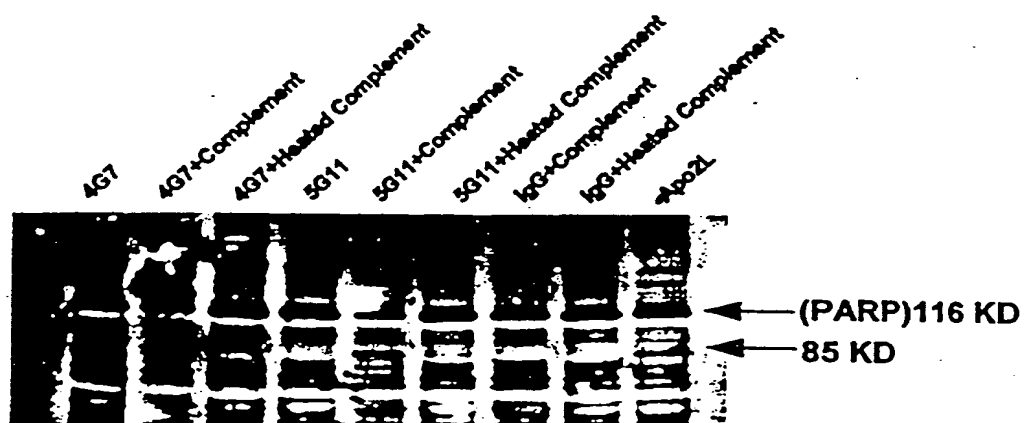 4G7
4G7+Complement
4G7+Heated Complement
5G11
5G11+Complement
5G11+Heated Complement
IgG+Complement
IgG+Heated Complement
Apo2L
(PARP)116 KD
85 KD